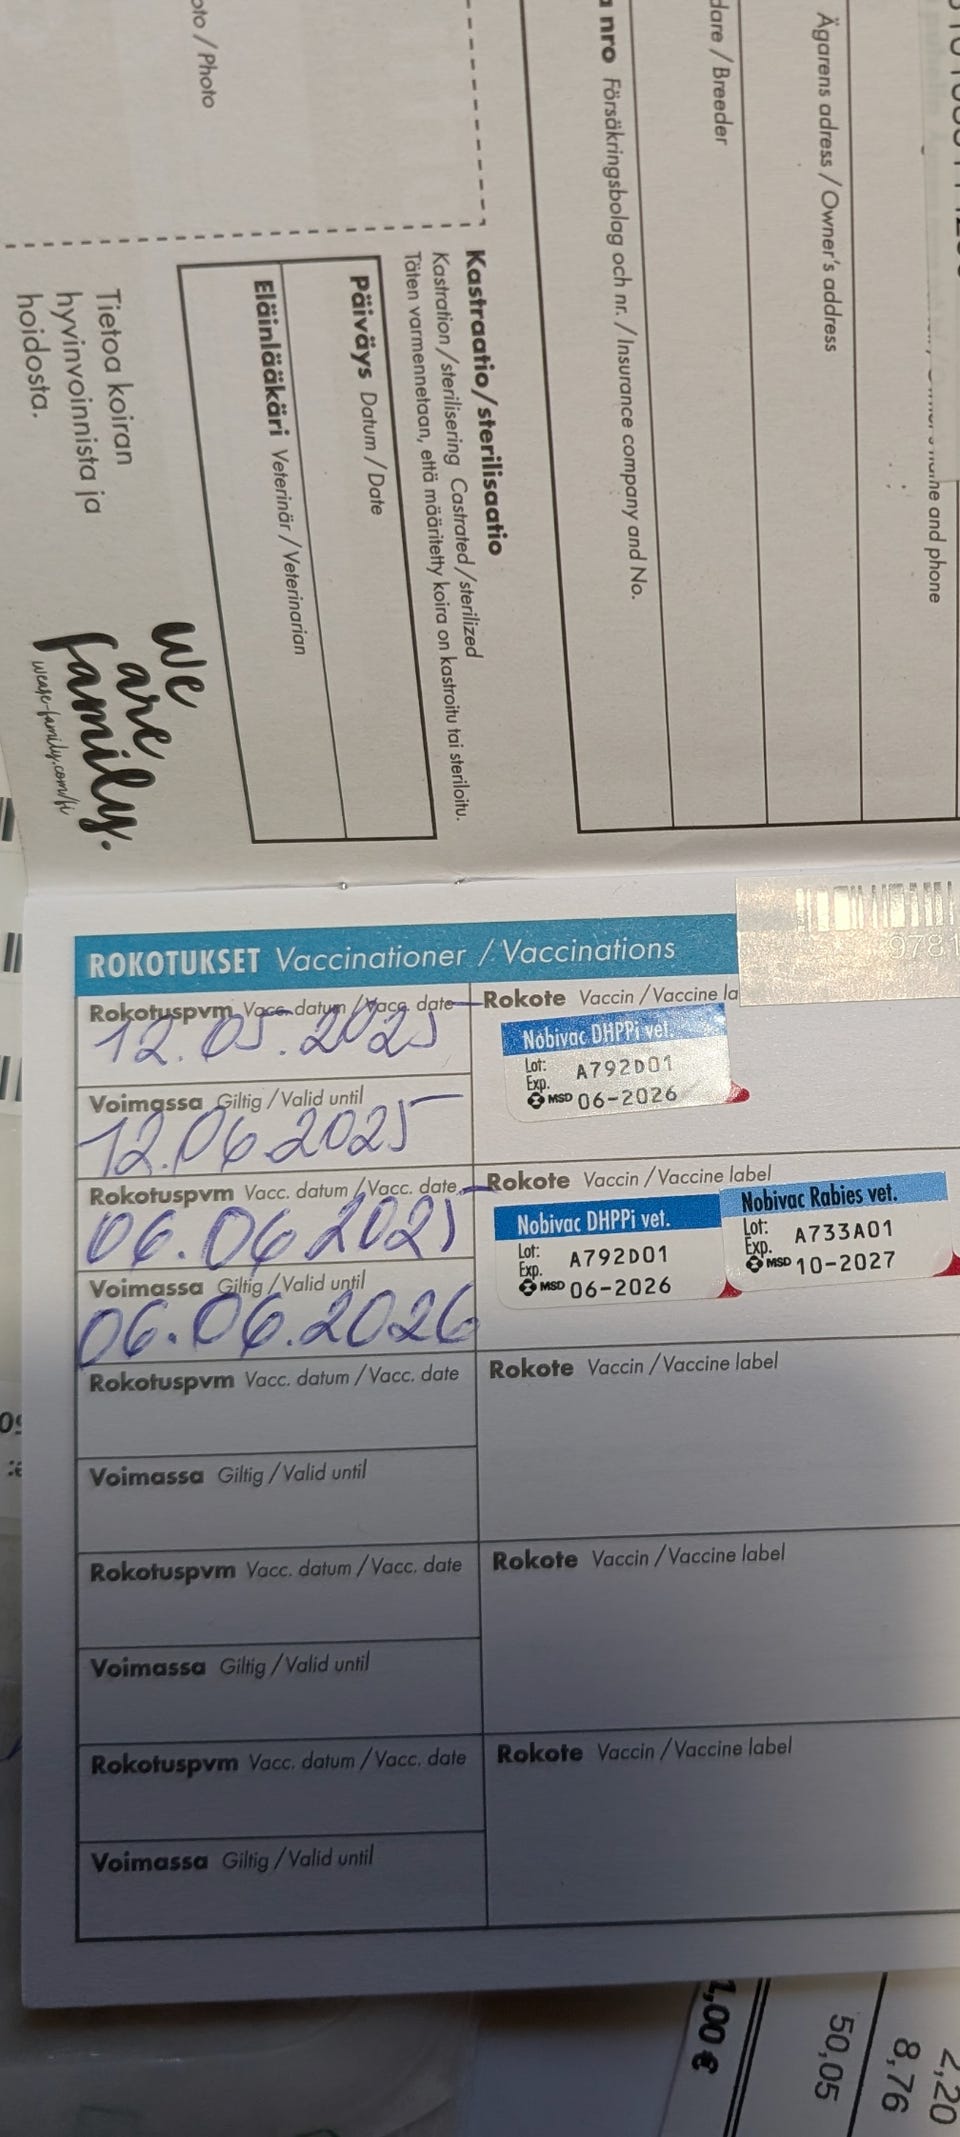 / Photo
nro Försäkringsbolag och nr. / Insurance company and No.
/ Breeder
Ägarens adress / Owner's address
and phone
Kastraatio/sterilisaatio
Kastration/sterilisering Castrated/sterilized
Täten varmennetaan, että määritetty koira on kastroitu tai steriloitu.
Päiväys Datum / Date
Eläinlääkäri Veterinär / Veterinarian
Tietoa koiran
hyvinvoinnista ja
hoidosta.
we
are
family.
weare-family.com/fi
9781
ROKOTUKSET Vaccinationer / Vaccinations
Rokotuspvm Vacc. datum / Vacc. date
12.05.2025
Rokote Vaccin / Vaccine la
Nobivac DHPPi vet.
Lot: A792D01
Exp.
MSD 06-2026
Voimassa Giltig / Valid until
12.06.2025
Rokotuspvm Vacc. datum / Vacc. date
06.06.2025
Rokote Vaccin / Vaccine label
Nobivac DHPPi vet.
Lot: A792D01
Exp.
MSD 06-2026
Nobivac Rabies vet.
Lot: A733A01
Exp.
MSD 10-2027
Voimassa Giltig / Valid until
06.06.2026
Rokotuspvm Vacc. datum / Vacc. date
Rokote Vaccin / Vaccine label
Voimassa Giltig / Valid until
Rokotuspvm Vacc. datum / Vacc. date
Rokote Vaccin / Vaccine label
Voimassa Giltig / Valid until
Rokotuspvm Vacc. datum / Vacc. date
Rokote Vaccin / Vaccine label
Voimassa Giltig / Valid until
1,00 €
50,05
8,76
2,20